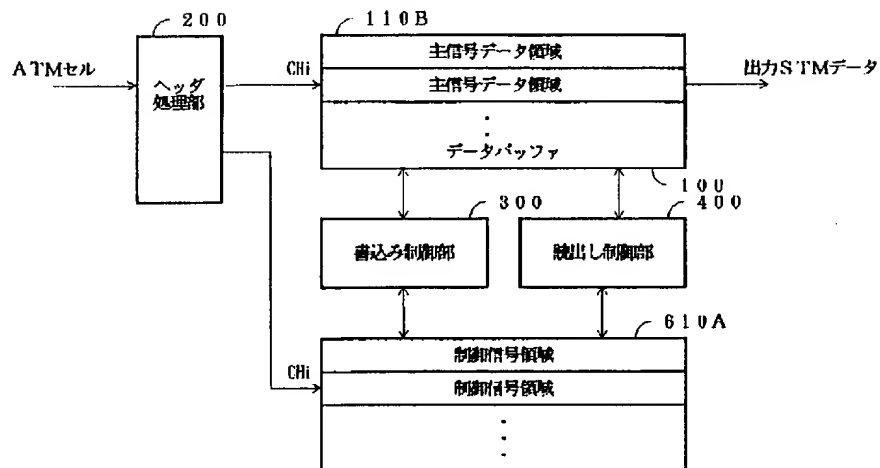 200
110B
ATMセル
ヘッダ
処理部
CHi
主信号データ領域
主信号データ領域
出力STMデータ
データバッファ
100
300
400
書込み制御部
読出し制御部
610A
CHi
制御信号領域
制御信号領域